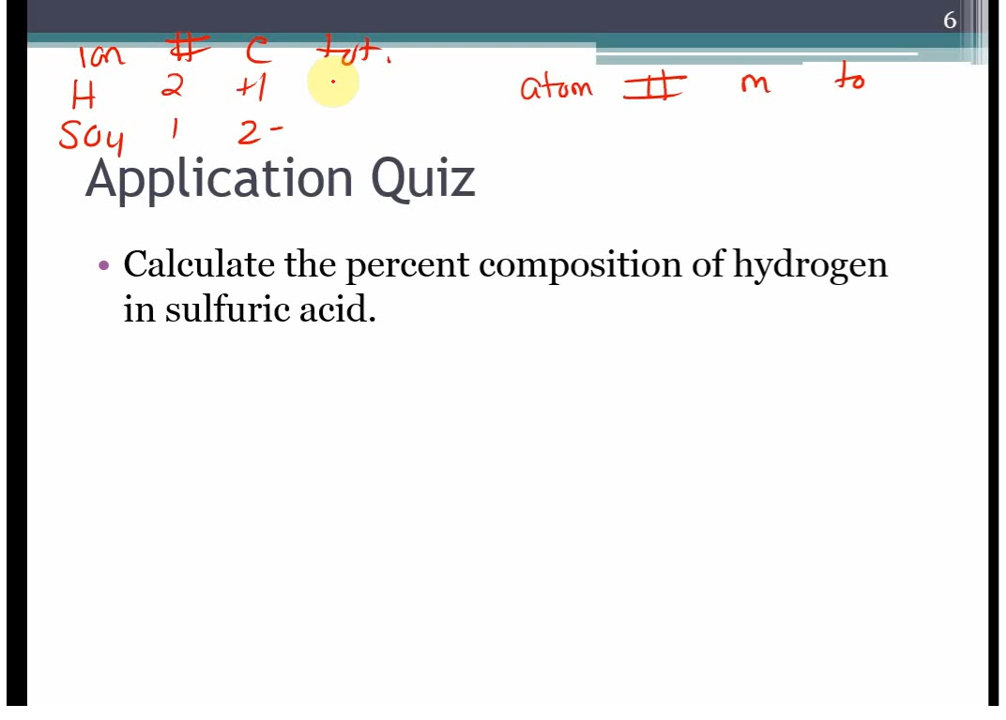 6
Ion # C tot.
H 2 +1
atom # m to
SO4 1 2-
Application Quiz
• Calculate the percent composition of hydrogen
in sulfuric acid.